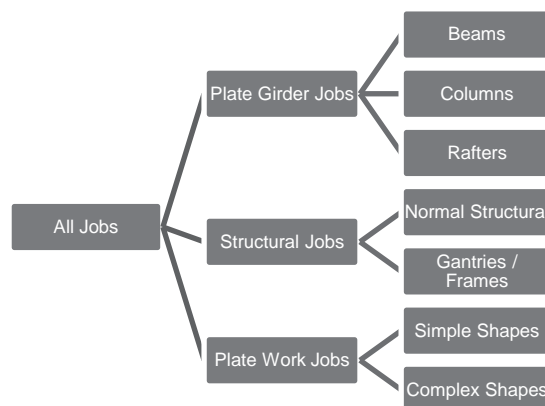 All Jobs
Plate Girder Jobs
Beams
Columns
Rafters
Structural Jobs
Normal Structura
Gantries /
Frames
Plate Work Jobs
Simple Shapes
Complex Shapes